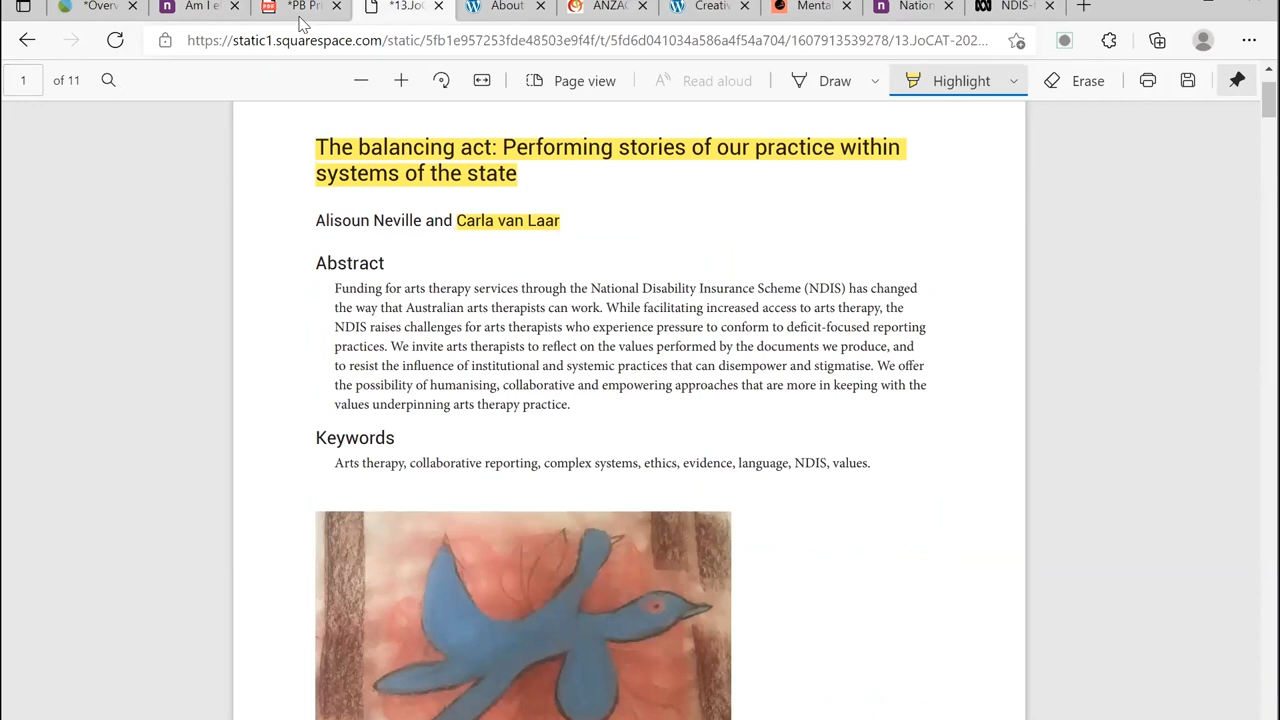 *Overv
Am I el
*PB Pri
*13.JoC
About
ANZAC
Creativ
Mental
Nation
NDIS-f
https://static1.squarespace.com/static/5fb1e957253fde48503e9f4f/t/5fd6d041034a586a4f54a704/1607913539278/13.JoCAT-202...
1 of 11
Page view
Read aloud
Draw
Highlight
Erase
The balancing act: Performing stories of our practice within
systems of the state
Alisoun Neville and Carla van Laar
Abstract
Funding for arts therapy services through the National Disability Insurance Scheme (NDIS) has changed
the way that Australian arts therapists can work. While facilitating increased access to arts therapy, the
NDIS raises challenges for arts therapists who experience pressure to conform to deficit-focused reporting
practices. We invite arts therapists to reflect on the values performed by the documents we produce, and
to resist the influence of institutional and systemic practices that can disempower and stigmatise. We offer
the possibility of humanising, collaborative and empowering approaches that are more in keeping with the
values underpinning arts therapy practice.
Keywords
Arts therapy, collaborative reporting, complex systems, ethics, evidence, language, NDIS, values.